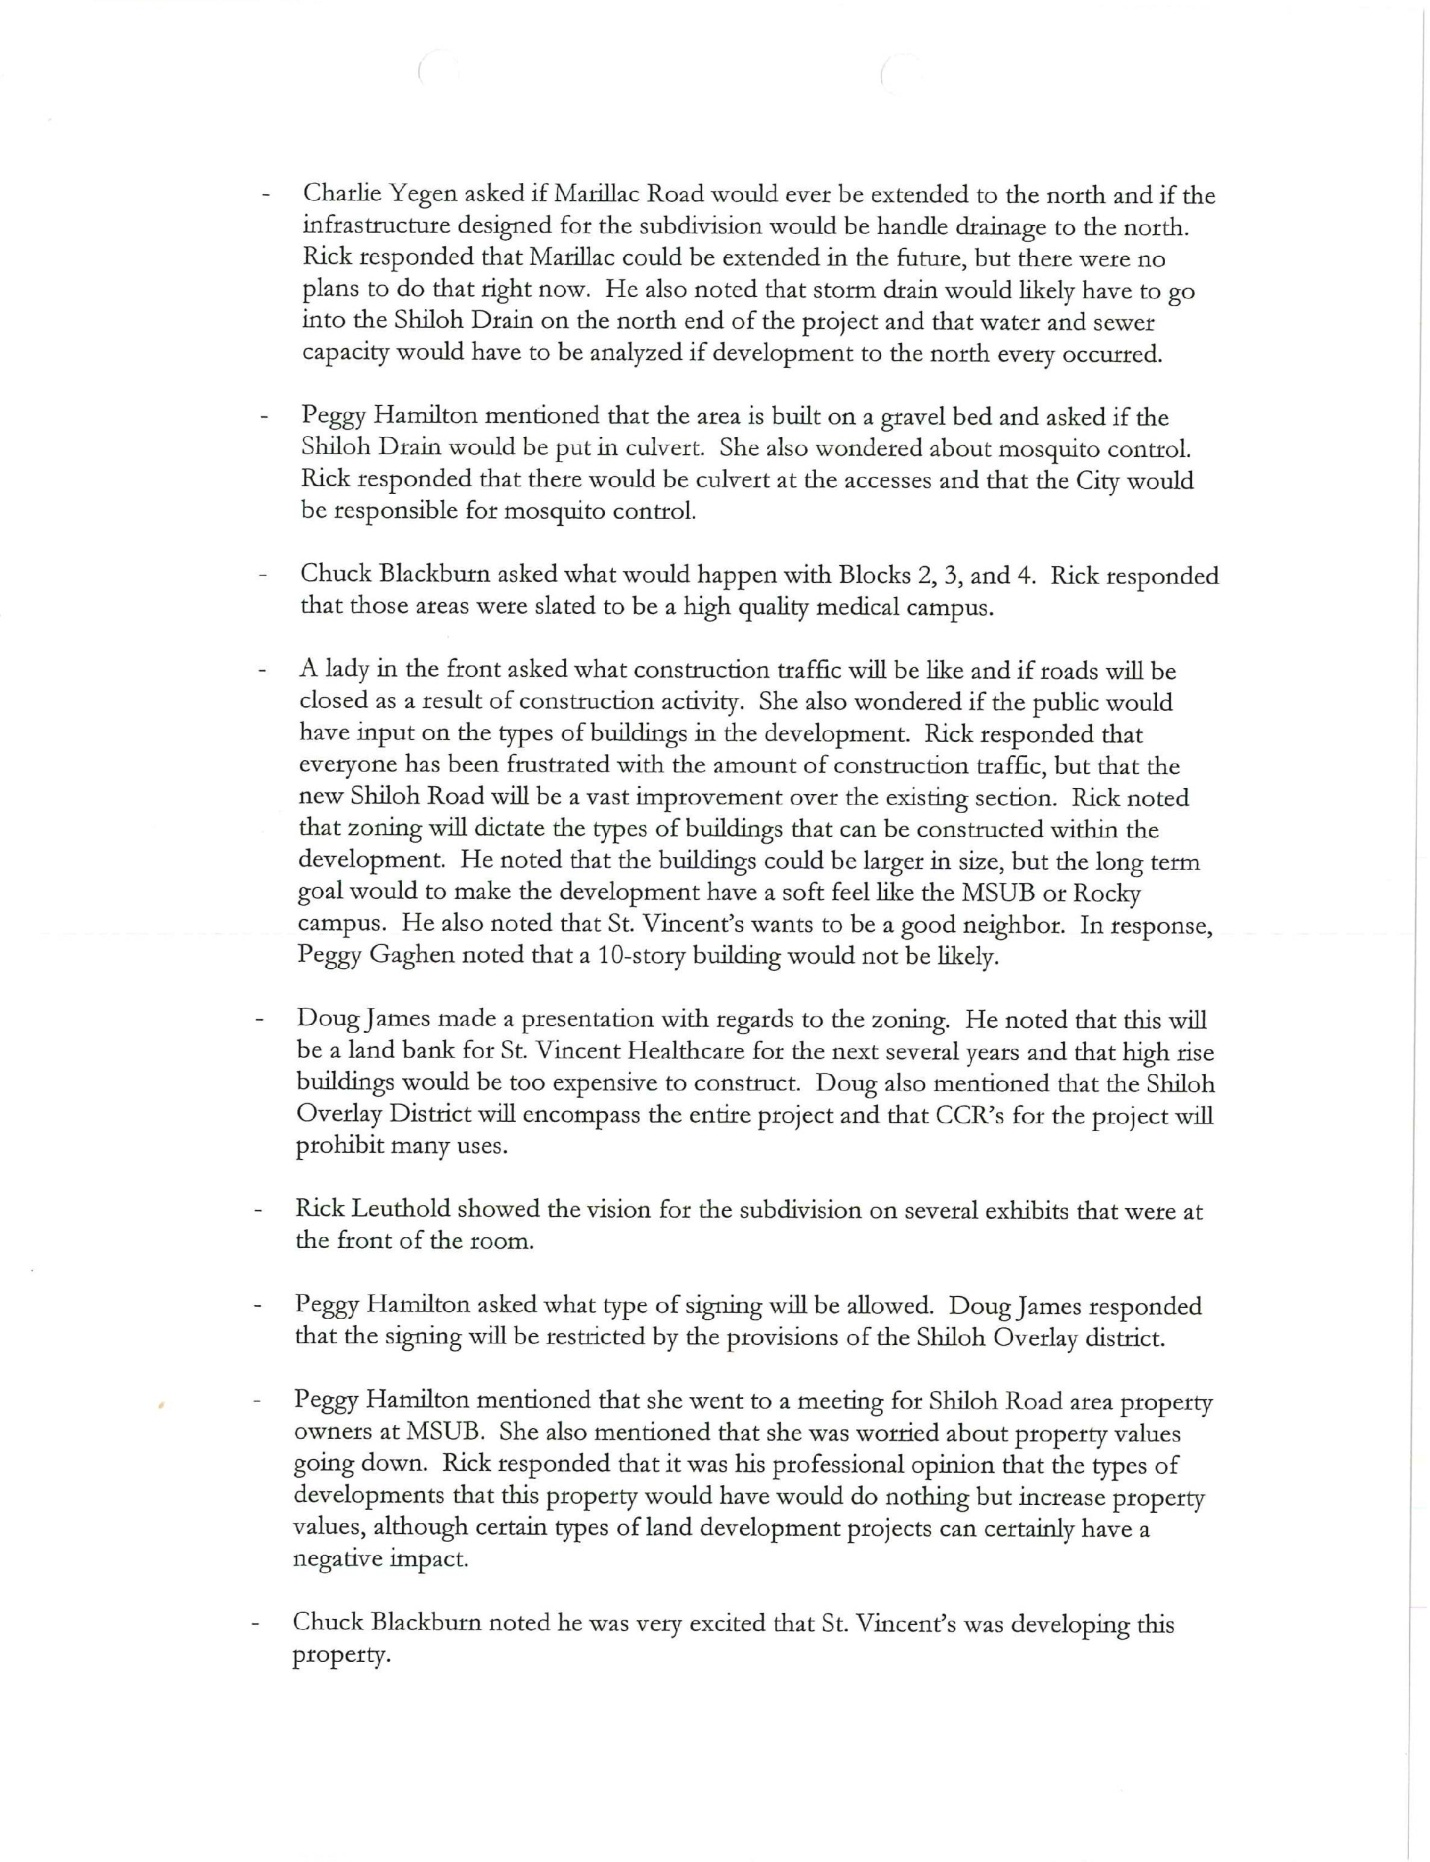 - Charlie Yegen asked if Marillac Road would ever be extended to the north and if the
infrastructure designed for the subdivision would be handle drainage to the north.
Rick responded that Marillac could be extended in the future, but there were no
plans to do that right now.  He also noted that storm drain would likely have to go
into the Shiloh Drain on the north end of the project and that water and sewer
capacity would have to be analyzed if development to the north every occurred.
- Peggy Hamilton mentioned that the area is built on a gravel bed and asked if the
Shiloh Drain would be put in culvert.  She also wondered about mosquito control.
Rick responded that there would be culvert at the accesses and that the City would
be responsible for mosquito control.
- Chuck Blackburn asked what would happen with Blocks 2, 3, and 4.  Rick responded
that those areas were slated to be a high quality medical campus.
- A lady in the front asked what construction traffic will be like and if roads will be
closed as a result of construction activity.  She also wondered if the public would
have input on the types of buildings in the development.  Rick responded that
everyone has been frustrated with the amount of construction traffic, but that the
new Shiloh Road will be a vast improvement over the existing section.  Rick noted
that zoning will dictate the types of buildings that can be constructed within the
development.  He noted that the buildings could be larger in size, but the long term
goal would to make the development have a soft feel like the MSUB or Rocky
campus.  He also noted that St. Vincent's wants to be a good neighbor.  In response,
Peggy Gaghen noted that a 10-story building would not be likely.
- Doug James made a presentation with regards to the zoning.  He noted that this will
be a land bank for St. Vincent Healthcare for the next several years and that high rise
buildings would be too expensive to construct.  Doug also mentioned that the Shiloh
Overlay District will encompass the entire project and that CCR's for the project will
prohibit many uses.
- Rick Leuthold showed the vision for the subdivision on several exhibits that were at
the front of the room.
- Peggy Hamilton asked what type of signing will be allowed.  Doug James responded
that the signing will be restricted by the provisions of the Shiloh Overlay district.
- Peggy Hamilton mentioned that she went to a meeting for Shiloh Road area property
owners at MSUB.  She also mentioned that she was worried about property values
going down.  Rick responded that it was his professional opinion that the types of
developments that this property would have would do nothing but increase property
values, although certain types of land development projects can certainly have a
negative impact.
- Chuck Blackburn noted he was very excited that St. Vincent's was developing this
property.